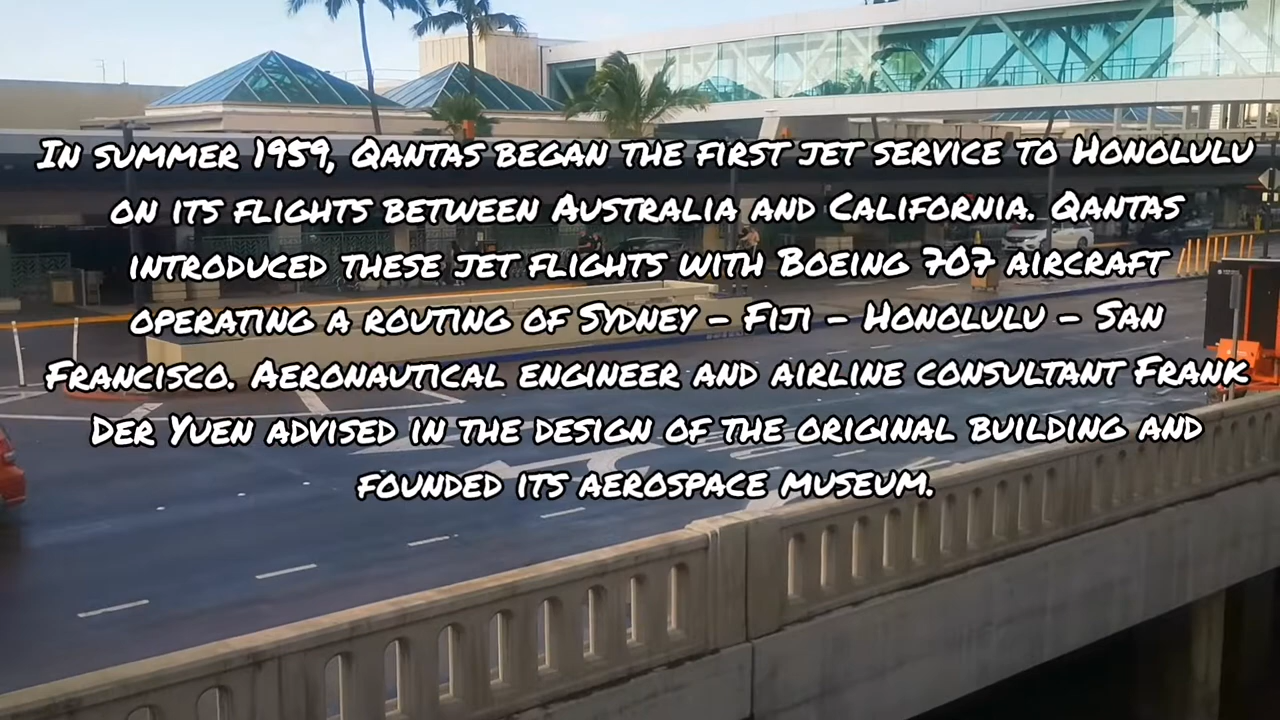 In summer 1959, Qantas began the first jet service to Honolulu
on its flights between Australia and California. Qantas
introduced these jet flights with Boeing 707 aircraft
operating a routing of Sydney – Fiji – Honolulu – San
Francisco. Aeronautical engineer and airline consultant Frank
Der Yuen advised in the design of the original building and
founded its aerospace museum.